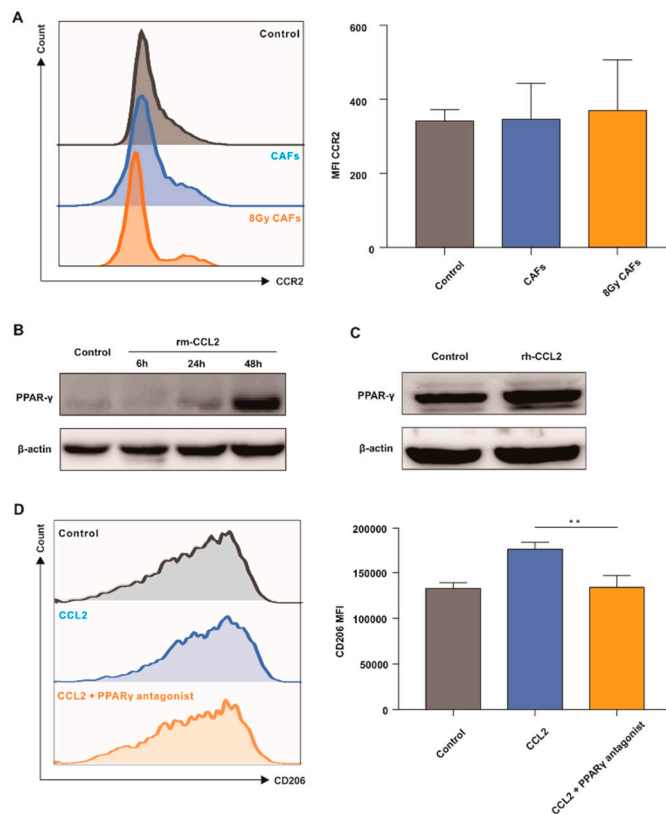 A
Count
Control
CAFs
8Gy CAFs
CCR2
MFI CCR2
600
400
200
0
Control
CAFs
8Gy CAFs
B
rm-CCL2
Control
6h 24h 48h
PPAR-γ
β-actin
C
Control rh-CCL2
PPAR-γ
β-actin
D
Count
Control
CCL2
CCL2 + PPARγ antagonist
CD206
CD206 MFI
200000
150000
100000
50000
0
**
Control
CCL2
CCL2 + PPARγ antagonist